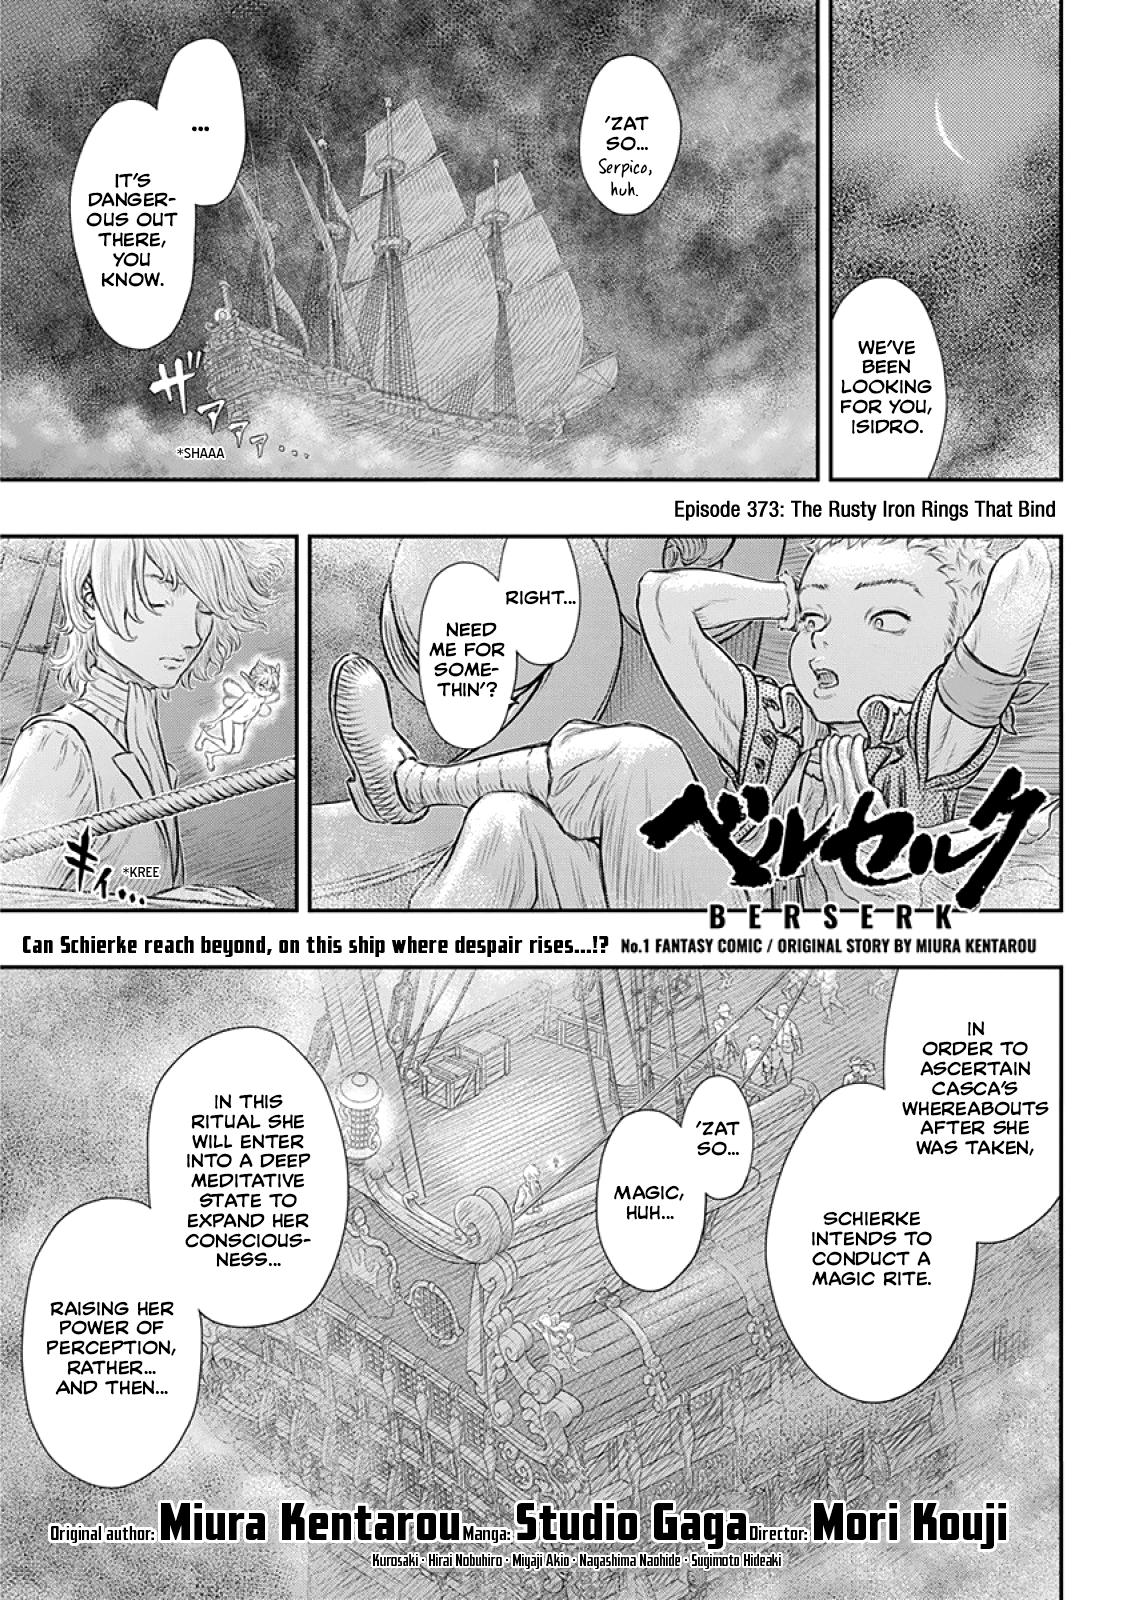 WE'VE
BEEN
LOOKING
FOR YOU,
ISIDRO.
'ZAT
SO...
Serpico,
huh.
...
IT'S
DANGER-
OUS OUT
THERE,
YOU
KNOW.
ザァァァ...
*SHAAA
Episode 373: The Rusty Iron Rings That Bind
RIGHT...
NEED
ME FOR
SOME-
THIN'?
ベルセルク
BERSERK
キィ...
*KREE
Can Schierke reach beyond, on this ship where despair rises...!?
No.1 FANTASY COMIC / ORIGINAL STORY BY MIURA KENTAROU
IN
ORDER TO
ASCERTAIN
CASCA'S
WHEREABOUTS
AFTER SHE
WAS TAKEN,
SCHIERKE
INTENDS TO
CONDUCT A
MAGIC RITE.
'ZAT
SO...
MAGIC,
HUH...
IN THIS
RITUAL SHE
WILL ENTER
INTO A DEEP
MEDITATIVE
STATE TO
EXPAND HER
CONSCIOUS-
NESS...
RAISING HER
POWER OF
PERCEPTION,
RATHER...
AND THEN...
Original author: Miura Kentarou Manga: Studio Gaga Director: Mori Kouji
Kurosaki · Hirai Nobuhiro · Miyaji Akio · Nagashima Naohide · Sugimoto Hideaki